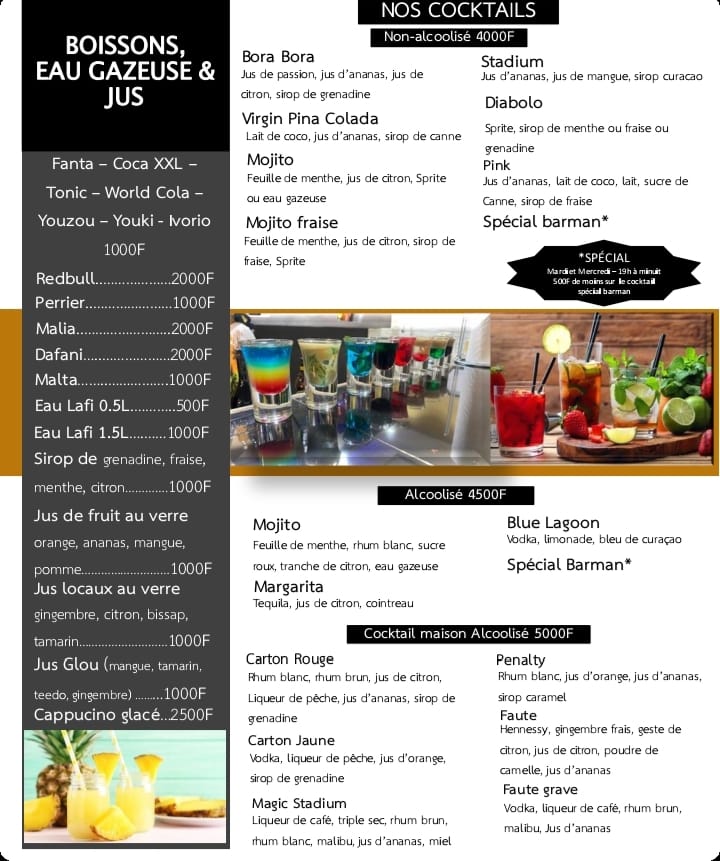 BOISSONS,
EAU GAZEUSE &
JUS
Fanta – Coca XXL –
Tonic – World Cola –
Youzou – Youki - Ivorio
1000F
Redbull....................2000F
Perrier.......................1000F
Malia.........................2000F
Dafani.......................2000F
Malta........................1000F
Eau Lafi 0.5L............500F
Eau Lafi 1.5L..........1000F
Sirop de grenadine, fraise,
menthe, citron.............1000F
Jus de fruit au verre
orange, ananas, mangue,
pomme...........................1000F
Jus locaux au verre
gingembre, citron, bissap,
tamarin...........................1000F
Jus Glou (mangue, tamarin,
teedo, gingembre) .........1000F
Cappucino glacé...2500F
NOS COCKTAILS
Non-alcoolisé 4000F
Bora Bora
Jus de passion, jus d'ananas, jus de
citron, sirop de grenadine
Virgin Pina Colada
Lait de coco, jus d'ananas, sirop de canne
Mojito
Feuille de menthe, jus de citron, Sprite
ou eau gazeuse
Mojito fraise
Feuille de menthe, jus de citron, sirop de
fraise, Sprite
Stadium
Jus d'ananas, jus de mangue, sirop curacao
Diabolo
Sprite, sirop de menthe ou fraise ou
grenadine
Pink
Jus d'ananas, lait de coco, lait, sucre de
Canne, sirop de fraise
Spécial barman*
*SPÉCIAL
Mardi et Mercredi – 19h à minuit
500F de moins sur le cocktail
spécial barman
Alcoolisé 4500F
Mojito
Feuille de menthe, rhum blanc, sucre
roux, tranche de citron, eau gazeuse
Margarita
Tequila, jus de citron, cointreau
Blue Lagoon
Vodka, limonade, bleu de curaçao
Spécial Barman*
Cocktail maison Alcoolisé 5000F
Carton Rouge
Rhum blanc, rhum brun, jus de citron,
Liqueur de pêche, jus d'ananas, sirop de
grenadine
Carton Jaune
Vodka, liqueur de pêche, jus d'orange,
sirop de grenadine
Magic Stadium
Liqueur de café, triple sec, rhum brun,
rhum blanc, malibu, jus d'ananas, miel
Penalty
Rhum blanc, jus d'orange, jus d'ananas,
sirop caramel
Faute
Hennessy, gingembre frais, geste de
citron, jus de citron, poudre de
camelle, jus d'ananas
Faute grave
Vodka, liqueur de café, rhum brun,
malibu, Jus d'ananas